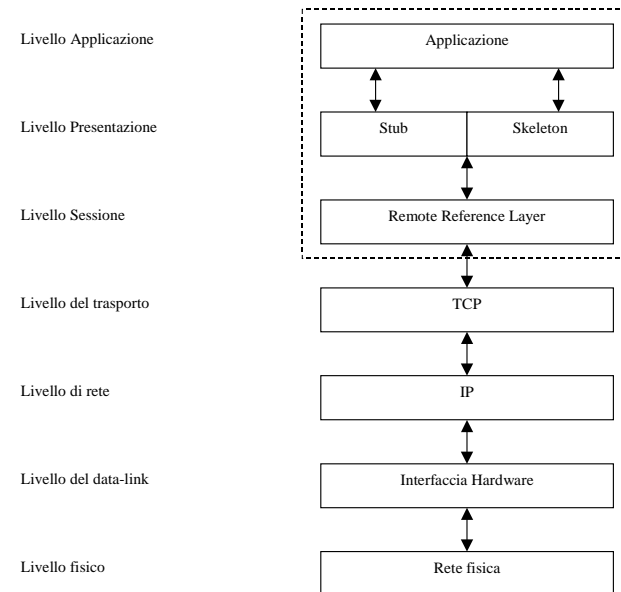 Livello Applicazione
Applicazione
Livello Presentazione
Stub
Skeleton
Livello Sessione
Remote Reference Layer
Livello del trasporto
TCP
Livello di rete
IP
Livello del data-link
Interfaccia Hardware
Livello fisico
Rete fisica